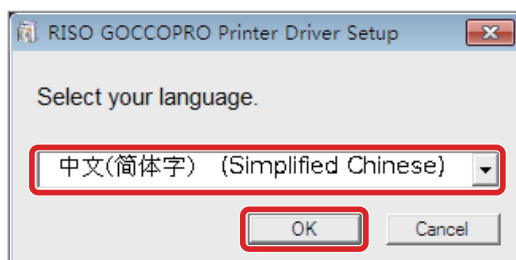 RISO GOCCOPRO Printer Driver Setup
Select your language.
中文(简体字) (Simplified Chinese)
OK Cancel